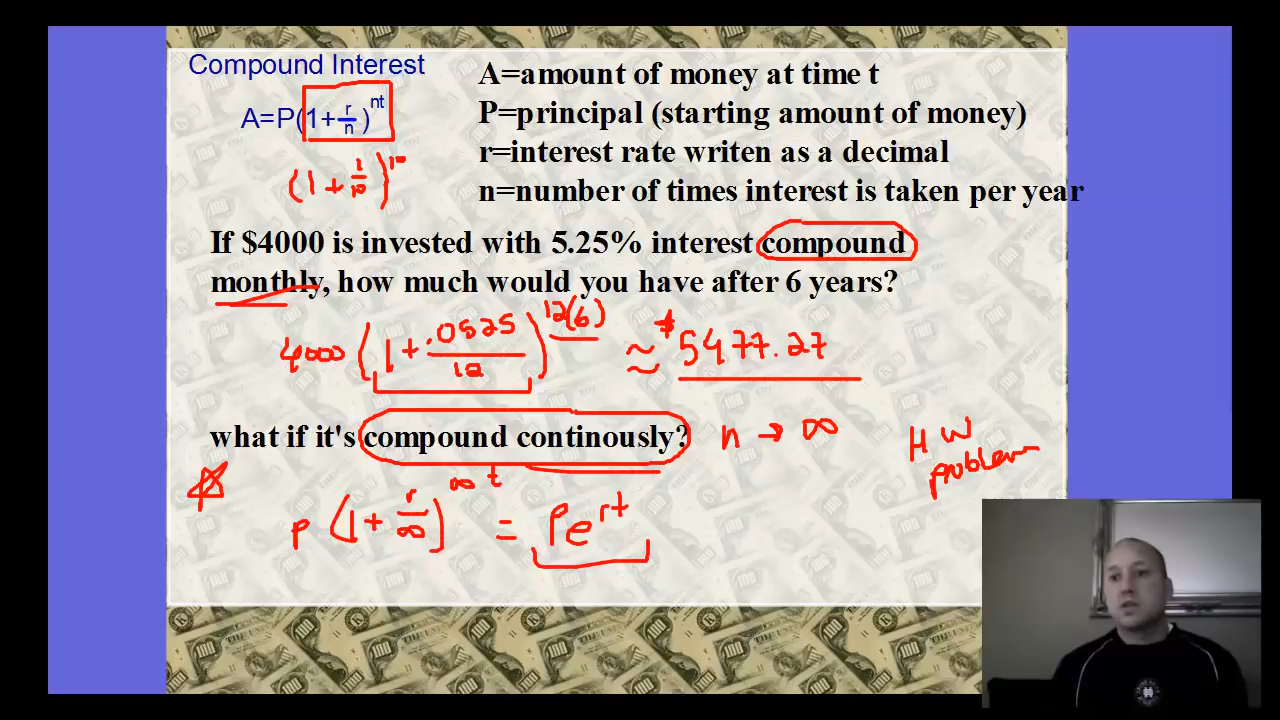 Compound Interest
A=P(1+r/n)^nt
(1+1/10)^10
A=amount of money at time t
P=principal (starting amount of money)
r=interest rate writen as a decimal
n=number of times interest is taken per year
If $4000 is invested with 5.25% interest compound
monthly, how much would you have after 6 years?
4000(1+.0525/12)^12(6) ≈ $5477.27
what if it's compound continously? n → ∞
HW
problem
P(1+r/∞)^∞t = Pe^rt